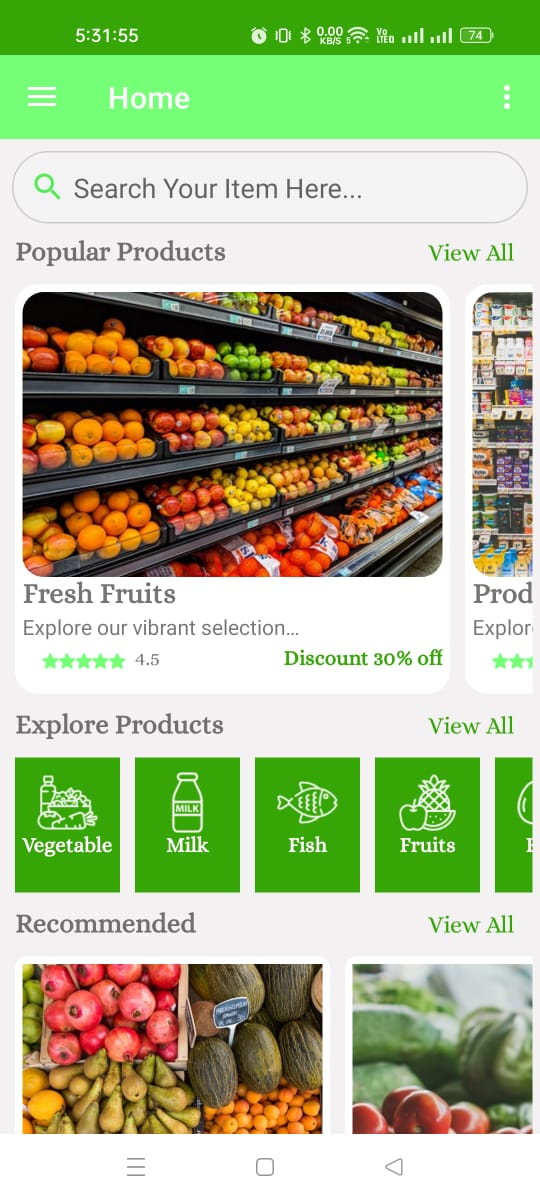 5:31:55
0.00
KB/S
5
Vo
LTE
74
Home
Search Your Item Here...
Popular Products
View All
Fresh Fruits
Prod
Explore our vibrant selection...
Explor
4.5
Discount 30% off
Explore Products
View All
MILK
Vegetable
Milk
Fish
Fruits
Recommended
View All